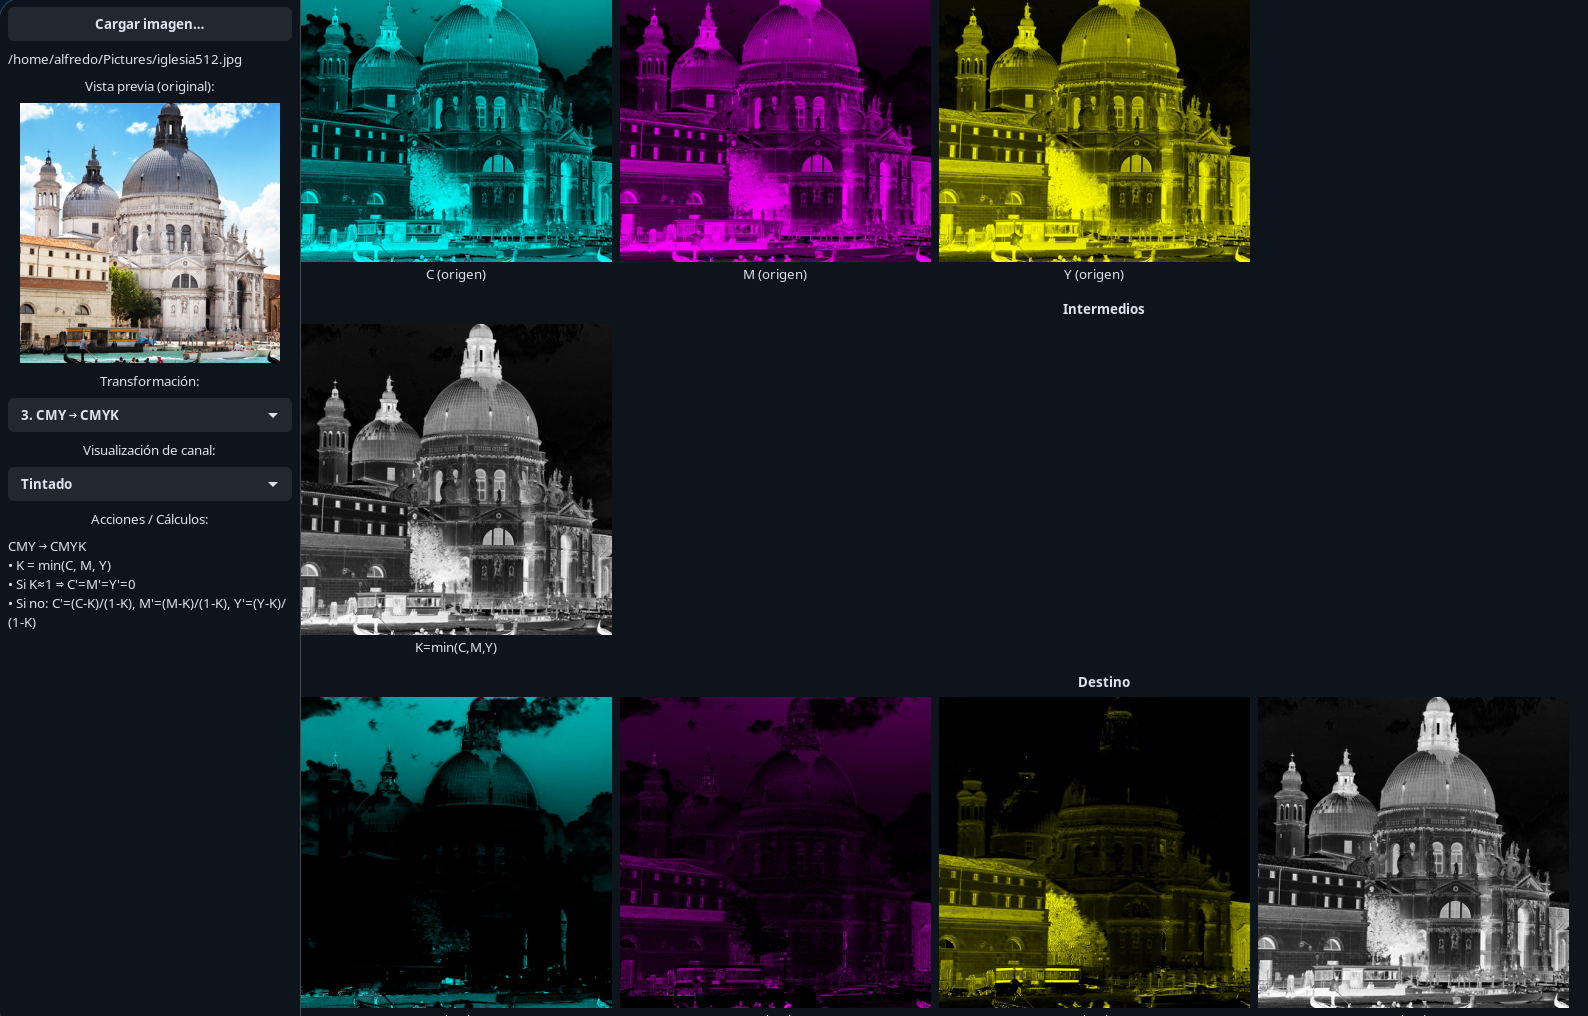 Cargar imagen...
/home/alfredo/Pictures/iglesia512.jpg
Vista previa (original):
Transformación:
3. CMY → CMYK
Visualización de canal:
Tintado
Acciones / Cálculos:
CMY → CMYK
• K = min(C, M, Y)
• Si K≈1 ⇒ C'=M'=Y'=0
• Si no: C'=(C-K)/(1-K), M'=(M-K)/(1-K), Y'=(Y-K)/
(1-K)
C (origen)
M (origen)
Y (origen)
Intermedios
K=min(C,M,Y)
Destino